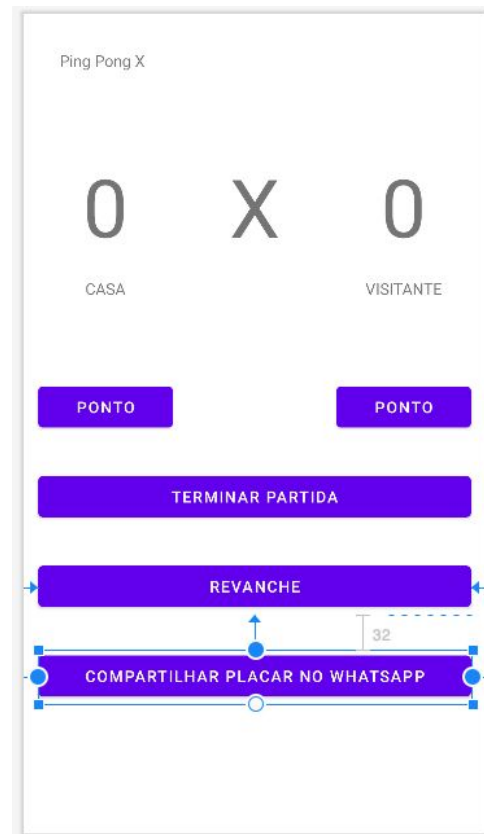 Ping Pong X
0 X 0
CASA VISITANTE
PONTO PONTO
TERMINAR PARTIDA
REVANCHE
32
COMPARTILHAR PLACAR NO WHATSAPP